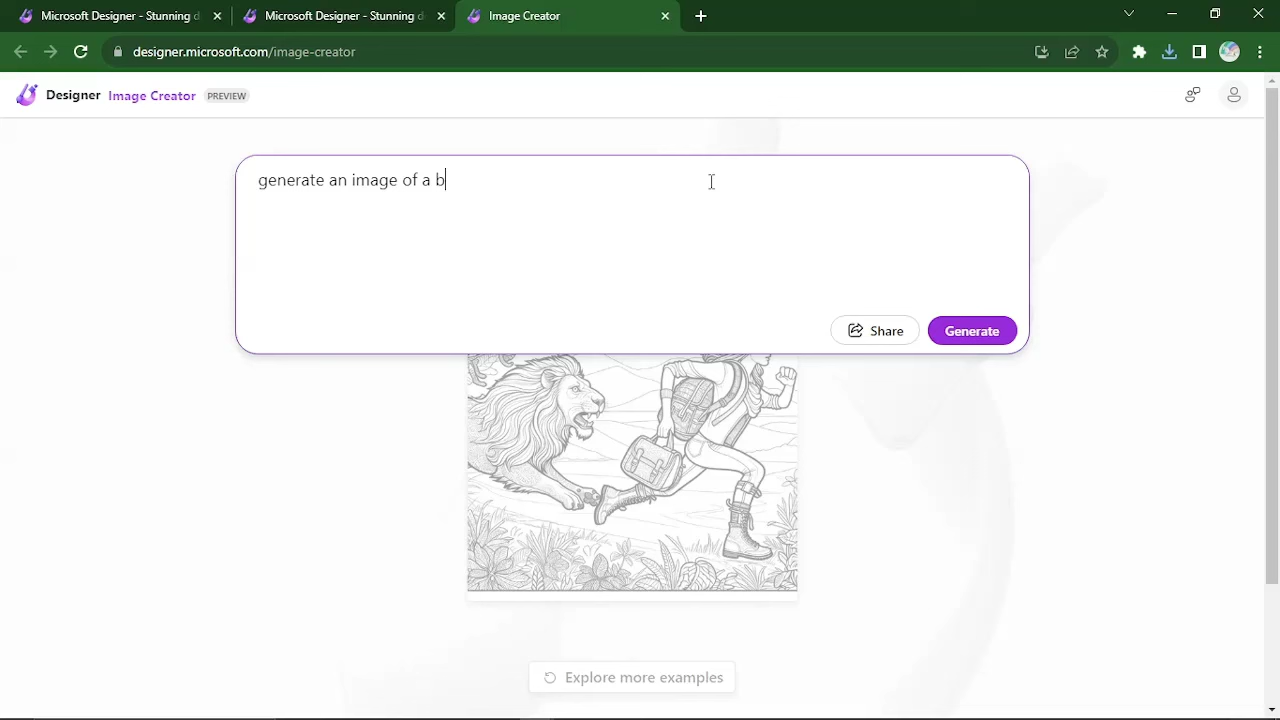 Microsoft Designer - Stunning d
Microsoft Designer - Stunning d
Image Creator
designer.microsoft.com/image-creator
Designer Image Creator PREVIEW
generate an image of a b
Share
Generate
Explore more examples